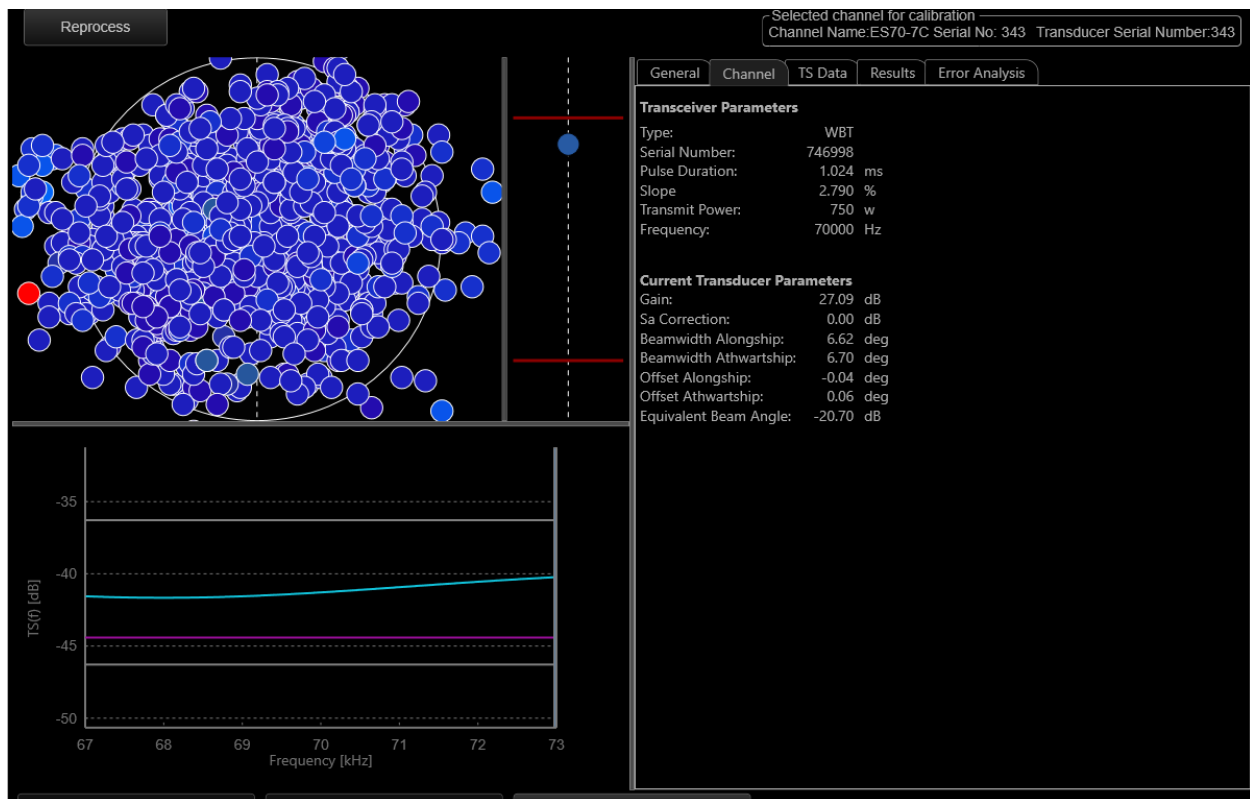 Reprocess
Selected channel for calibration
Channel Name:ES70-7C Serial No: 343 Transducer Serial Number:343
General Channel TS Data Results Error Analysis
Transceiver Parameters
Type: WBT
Serial Number: 746998
Pulse Duration: 1.024 ms
Slope 2.790 %
Transmit Power: 750 w
Frequency: 70000 Hz
Current Transducer Parameters
Gain: 27.09 dB
Sa Correction: 0.00 dB
Beamwidth Alongship: 6.62 deg
Beamwidth Athwartship: 6.70 deg
Offset Alongship: -0.04 deg
Offset Athwartship: 0.06 deg
Equivalent Beam Angle: -20.70 dB
-35
-40
-45
-50
TS(f) [dB]
67 68 69 70 71 72 73
Frequency [kHz]